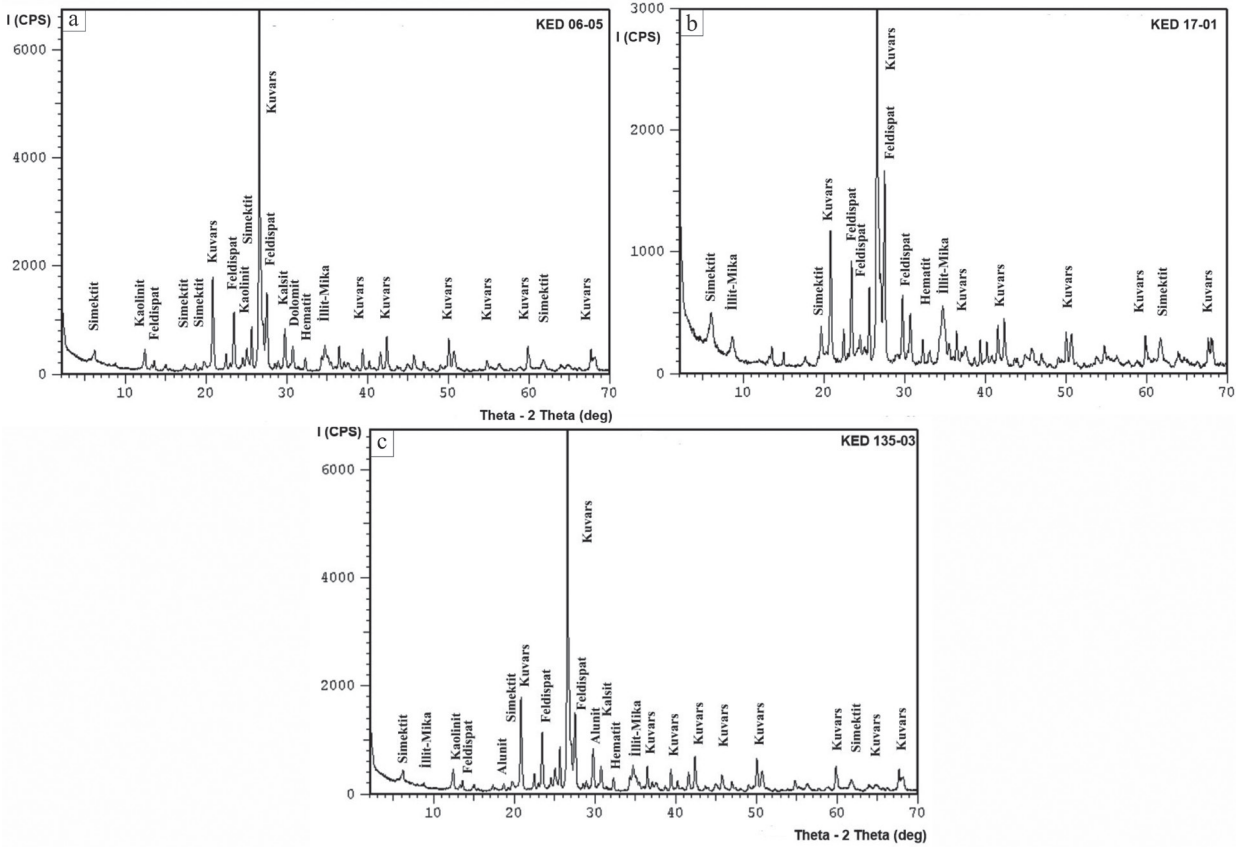 a
I (CPS)
KED 06-05
6000
4000
2000
0
Simektit
Kaolinit
Feldispat
Simektit
Simektit
Kuvars
Feldispat
Kaolinit
Simektit
Kuvars
Feldispat
Kalsit
Dolomit
Hematit
İllit-Mika
Kuvars
Kuvars
Kuvars
Kuvars
Kuvars
Simektit
Kuvars
10 20 30 40 50 60 70
Theta - 2 Theta (deg)
b
I (CPS)
KED 17-01
3000
2000
1000
0
Simektit
İllit-Mika
Simektit
Kuvars
Feldispat
Feldispat
Kuvars
Feldispat
Feldispat
Hematit
İllit-Mika
Kuvars
Kuvars
Kuvars
Kuvars
Simektit
Kuvars
10 20 30 40 50 60 70
c
I (CPS)
KED 135-03
6000
4000
2000
0
Simektit
İllit-Mika
Kaolinit
Feldispat
Alunit
Simektit
Kuvars
Feldispat
Kuvars
Feldispat
Alunit
Kalsit
Hematit
İllit-Mika
Kuvars
Kuvars
Kuvars
Kuvars
Kuvars
Kuvars
Simektit
Kuvars
Kuvars
10 20 30 40 50 60 70
Theta - 2 Theta (deg)